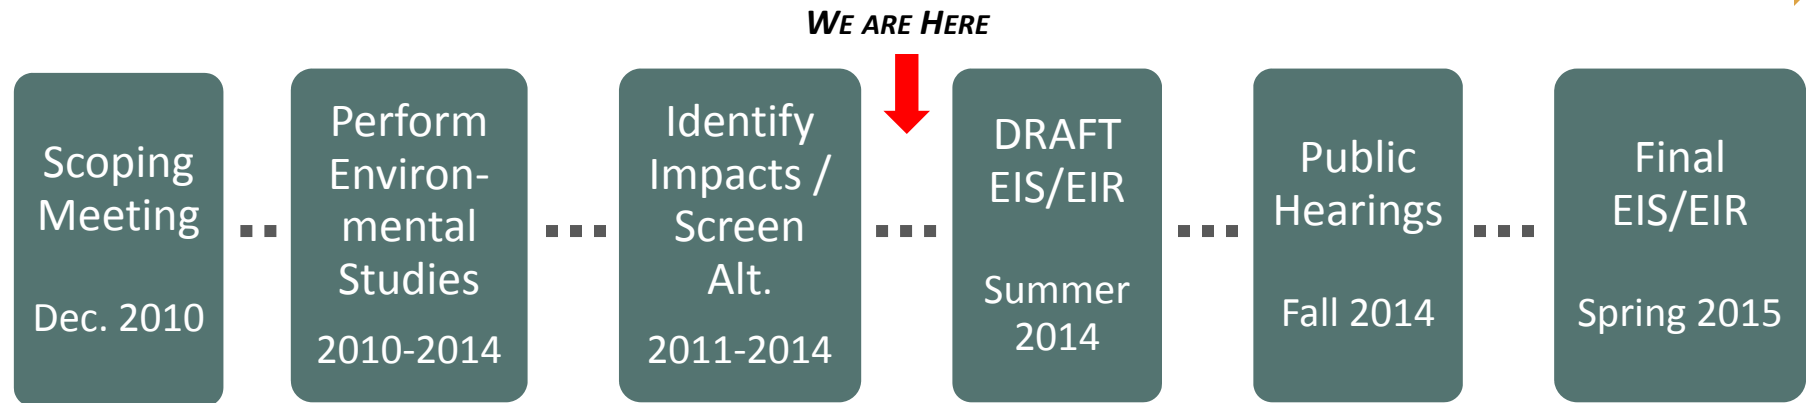 WE ARE HERE
Scoping
Meeting
Dec. 2010
Perform
Environ-
mental
Studies
2010-2014
Identify
Impacts /
Screen
Alt.
2011-2014
DRAFT
EIS/EIR
Summer
2014
Public
Hearings
Fall 2014
Final
EIS/EIR
Spring 2015